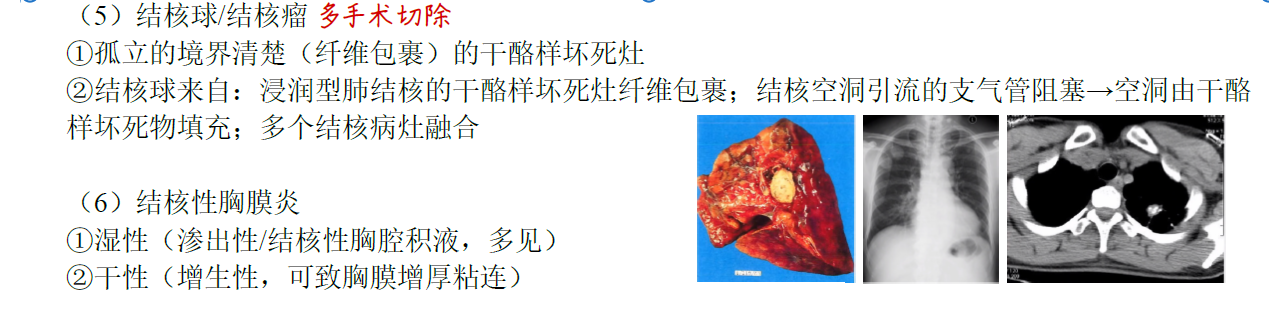 （5）结核球/结核瘤 多手术切除
①孤立的境界清楚（纤维包裹）的干酪样坏死灶
②结核球来自：浸润型肺结核的干酪样坏死灶纤维包裹；结核空洞引流的支气管阻塞→空洞由干酪
样坏死物填充；多个结核病灶融合
（6）结核性胸膜炎
①湿性（渗出性/结核性胸腔积液，多见）
②干性（增生性，可致胸膜增厚粘连）